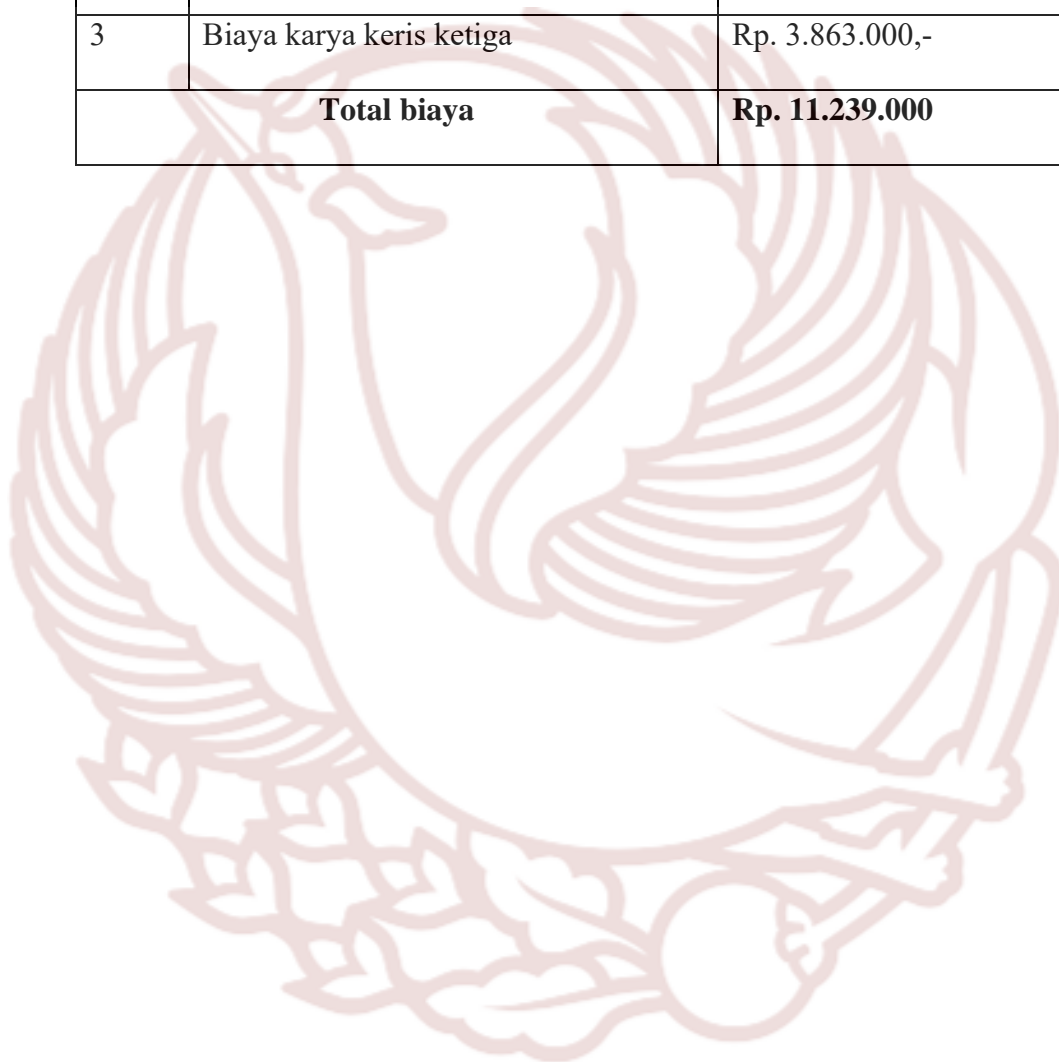 3 Biaya karya keris ketiga Rp. 3.863.000,-
Total biaya Rp. 11.239.000